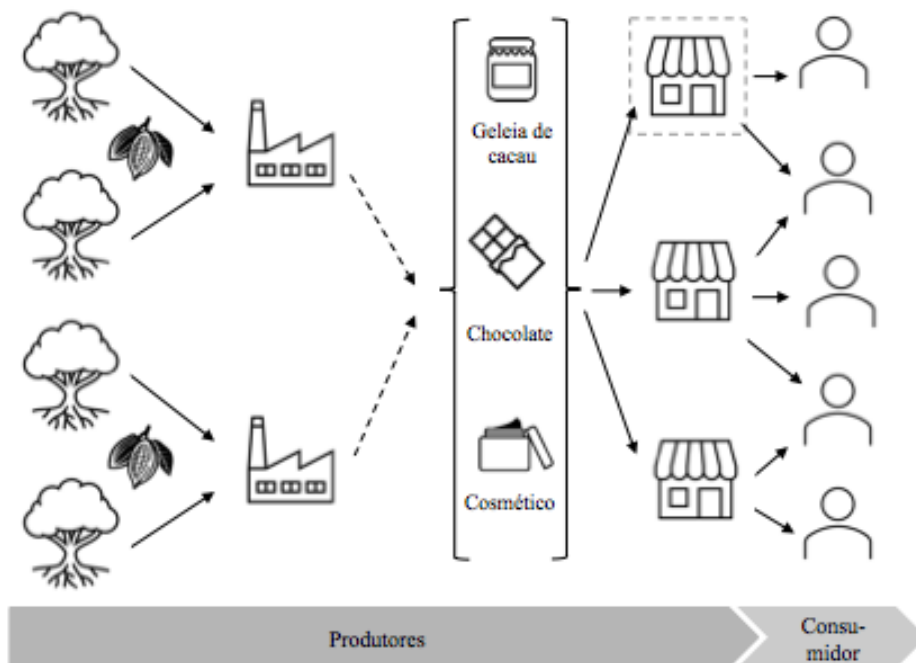 Geleia de
cacau
Chocolate
Cosmético
Produtores
Consu-
midor